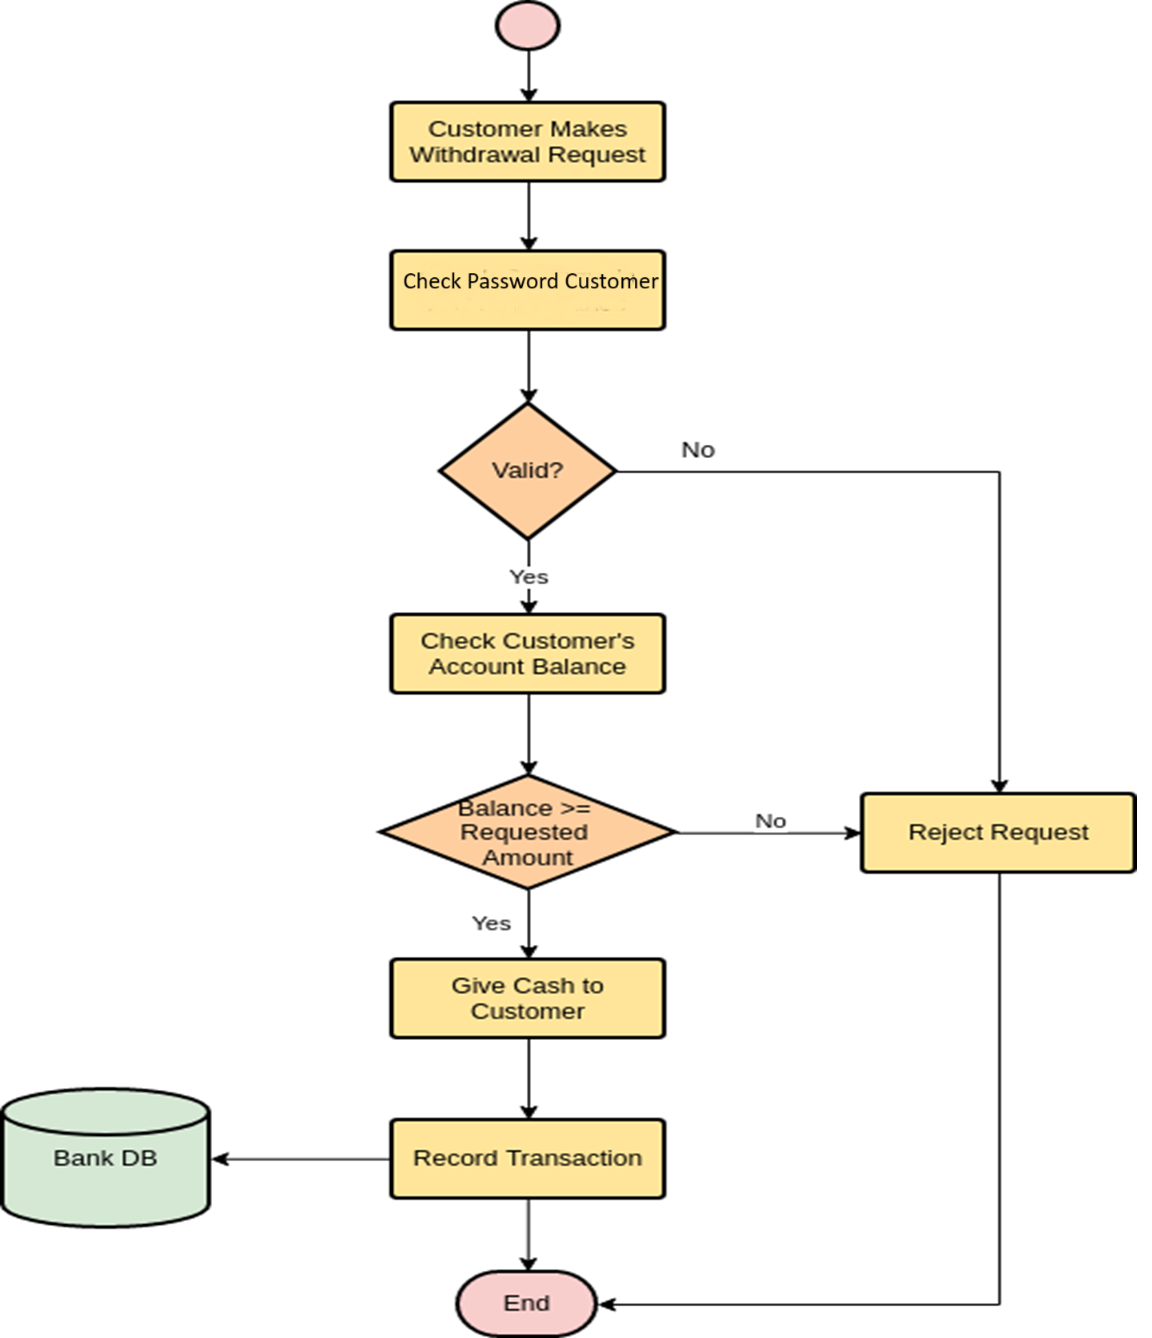 Customer Makes
Withdrawal Request
Check Password Customer
Valid?
No
Yes
Check Customer's
Account Balance
Balance >=
Requested
Amount
No
Reject Request
Yes
Give Cash to
Customer
Bank DB
Record Transaction
End